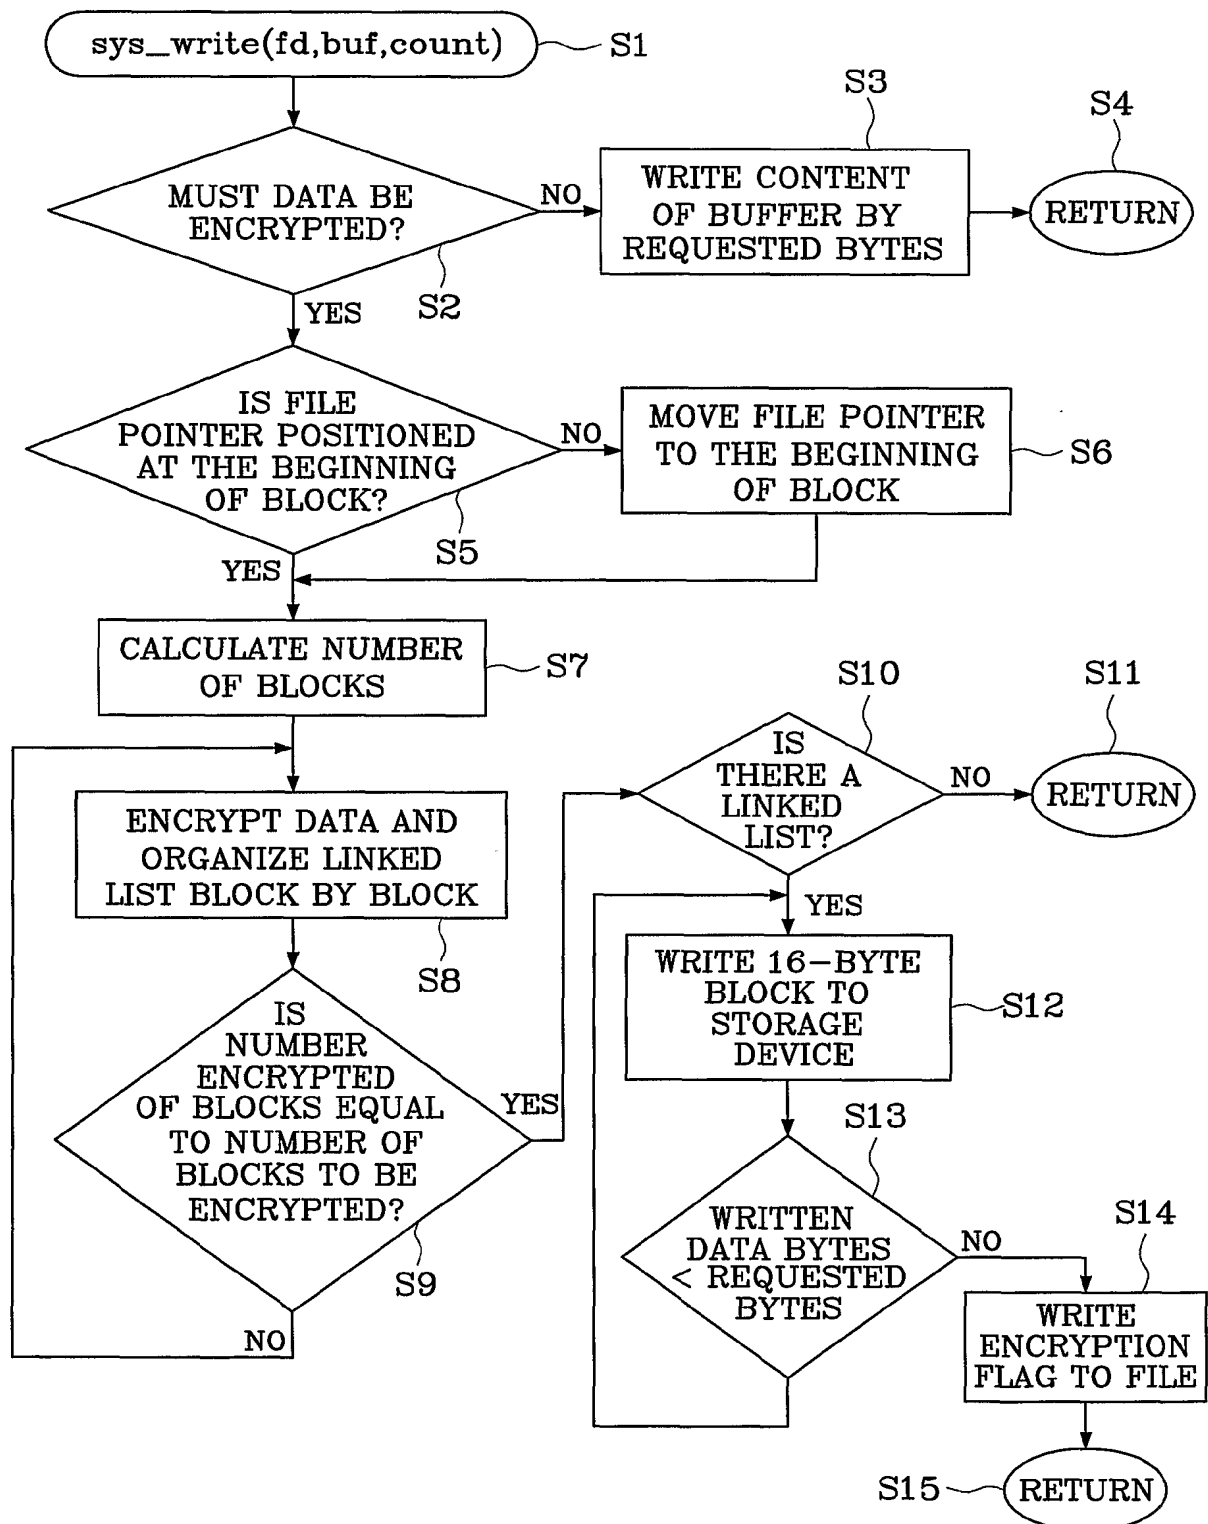 sys_write(fd,buf,count)
S1
MUST DATA BE
ENCRYPTED?
S2
NO
S3
WRITE CONTENT
OF BUFFER BY
REQUESTED BYTES
S4
RETURN
YES
IS FILE
POINTER POSITIONED
AT THE BEGINNING
OF BLOCK?
S5
NO
MOVE FILE POINTER
TO THE BEGINNING
OF BLOCK
S6
YES
CALCULATE NUMBER
OF BLOCKS
S7
ENCRYPT DATA AND
ORGANIZE LINKED
LIST BLOCK BY BLOCK
S8
IS
NUMBER
ENCRYPTED
OF BLOCKS EQUAL
TO NUMBER OF
BLOCKS TO BE
ENCRYPTED?
S9
YES
NO
S10
IS
THERE A
LINKED
LIST?
NO
S11
RETURN
YES
WRITE 16-BYTE
BLOCK TO
STORAGE
DEVICE
S12
S13
WRITTEN
DATA BYTES
< REQUESTED
BYTES
NO
S14
WRITE
ENCRYPTION
FLAG TO FILE
S15
RETURN